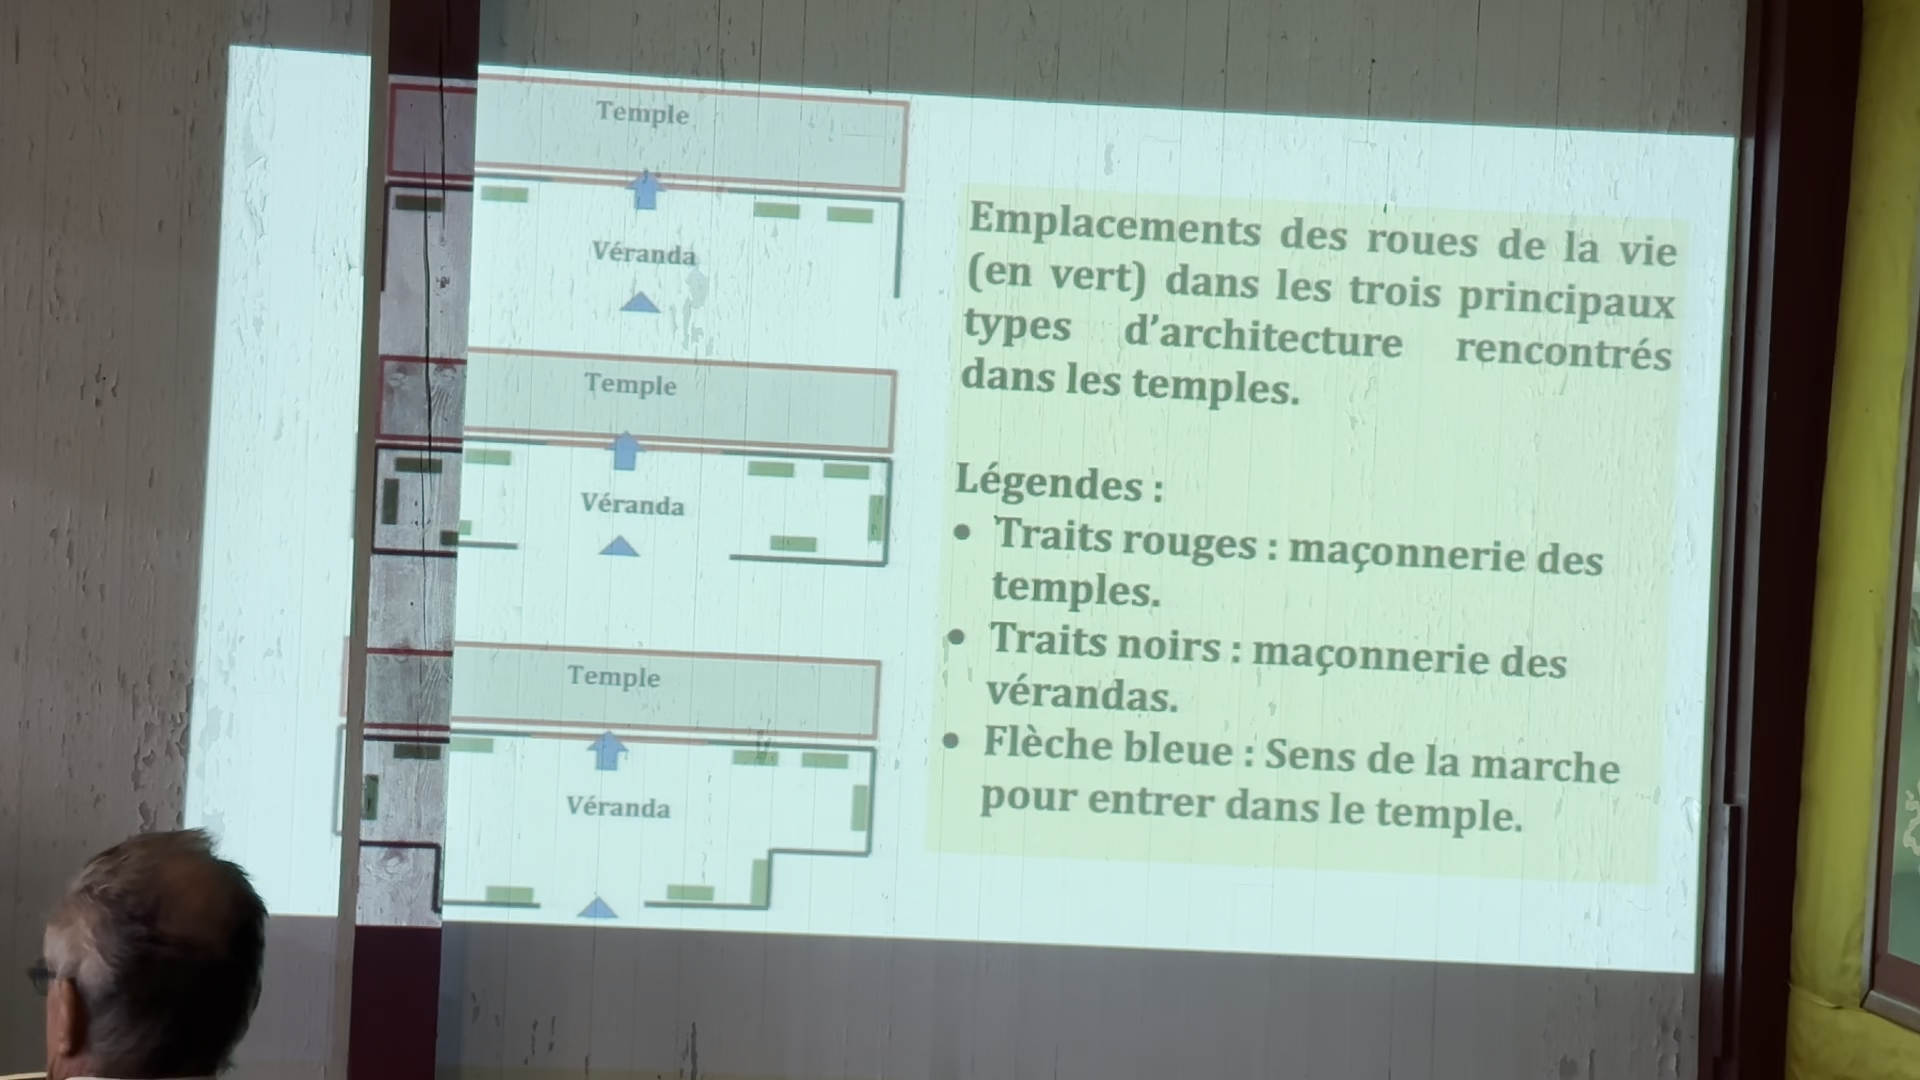 Temple
Véranda
Temple
Véranda
Temple
Véranda
Emplacements des roues de la vie
(en vert) dans les trois principaux
types d’architecture rencontrés
dans les temples.
Légendes :
• Traits rouges : maçonnerie des
temples.
• Traits noirs : maçonnerie des
vérandas.
• Flèche bleue : Sens de la marche
pour entrer dans le temple.